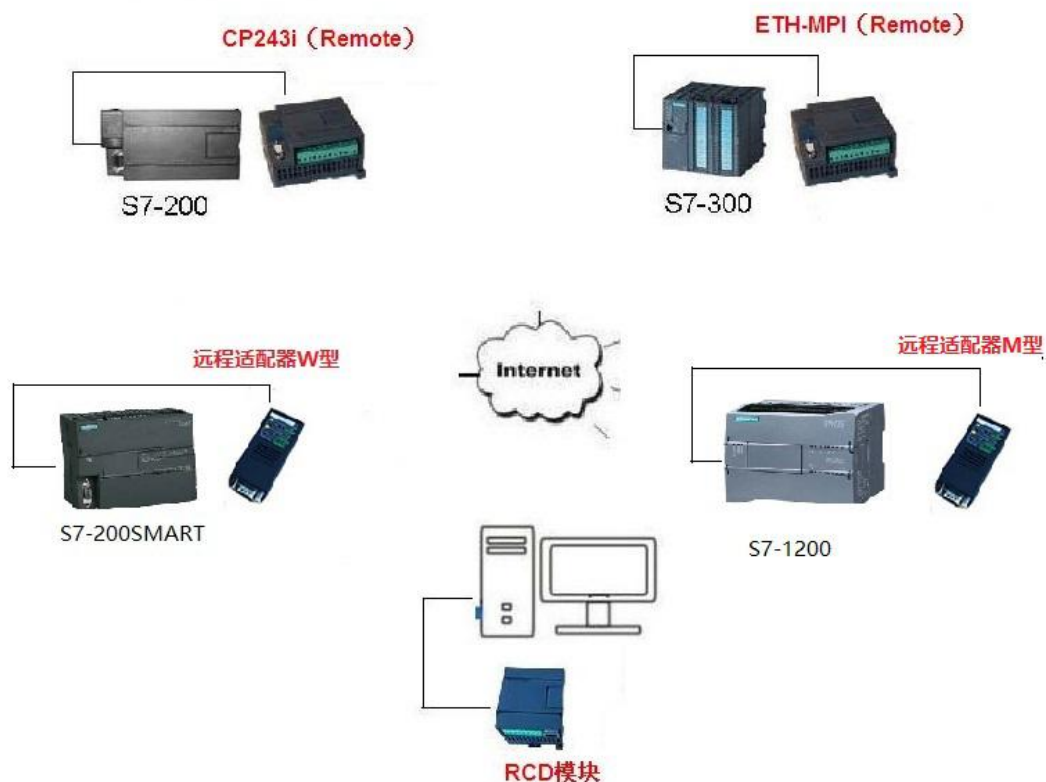 CP243i（Remote）
ETH-MPI（Remote）
S7-200
S7-300
远程适配器W型
Internet
远程适配器M型
S7-200SMART
S7-1200
RCD模块